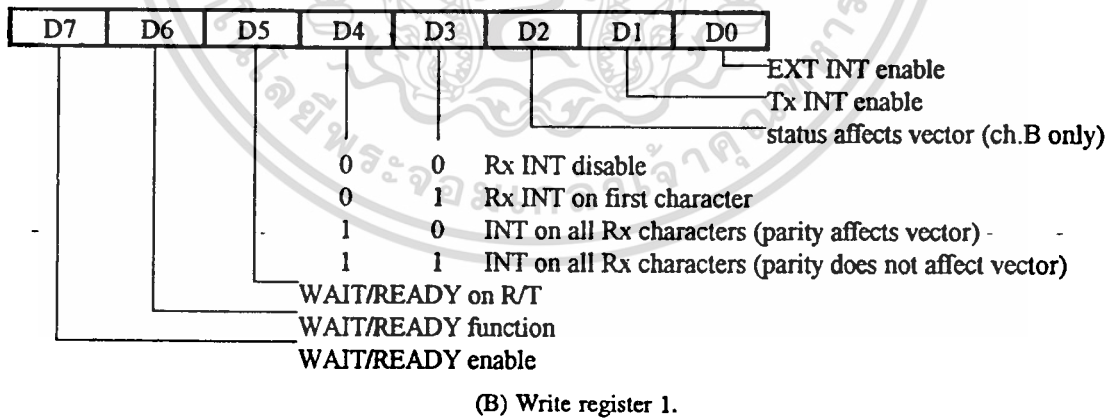 D7 D6 D5 D4 D3 D2 D1 D0
EXT INT enable
Tx INT enable
status affects vector (ch.B only)
0 0 Rx INT disable
0 1 Rx INT on first character
1 0 INT on all Rx characters (parity affects vector)
1 1 INT on all Rx characters (parity does not affect vector)
WAIT/READY on R/T
WAIT/READY function
WAIT/READY enable
(B) Write register 1.